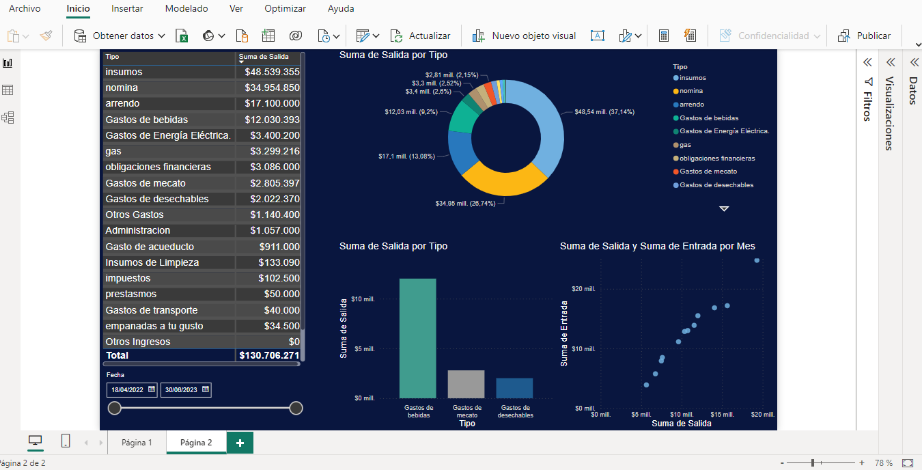 Archivo Inicio Insertar Modelado Ver Optimizar Ayuda
Obtener datos Actualizar Nuevo objeto visual Confidencialidad Publicar
Tipo Suma de Salida
insumos $48.539.355
nomina $34.954.850
arrendo $17.100.000
Gastos de bebidas $12.030.393
Gastos de Energía Eléctrica. $3.400.200
gas $3.299.216
obligaciones financieras $3.086.000
Gastos de mecato $2.805.397
Gastos de desechables $2.022.370
Otros Gastos $1.140.400
Administracion $1.057.000
Gasto de acueducto $911.000
Insumos de Limpieza $133.090
impuestos $102.500
prestasmos $50.000
Gastos de transporte $40.000
empanadas a tu gusto $34.500
Otros Ingresos $0
Total $130.706.271
Fecha
18/04/2022 30/06/2023
Suma de Salida por Tipo
$2,81 mill. (2,15%)
$3,3 mill. (2,52%)
$3,4 mill. (2,6%)
$12,03 mill. (9,2%)
$17,1 mill. (13,08%)
$34,95 mill. (26,74%)
$48,54 mill. (37,14%)
Tipo
insumos
nomina
arrendo
Gastos de bebidas
Gastos de Energía Eléctrica.
gas
obligaciones financieras
Gastos de mecato
Gastos de desechables
Suma de Salida por Tipo
Suma de Salida
$10 mill.
$5 mill.
$0 mill.
Gastos de bebidas
Gastos de mecato
Gastos de desechables
Tipo
Suma de Salida y Suma de Entrada por Mes
Suma de Entrada
$20 mill.
$10 mill.
$0 mill.
$0 mill. $5 mill. $10 mill. $15 mill. $20 mill.
Suma de Salida
Filtros
Visualizaciones
Datos
Página 1 Página 2
Página 2 de 2
78 %